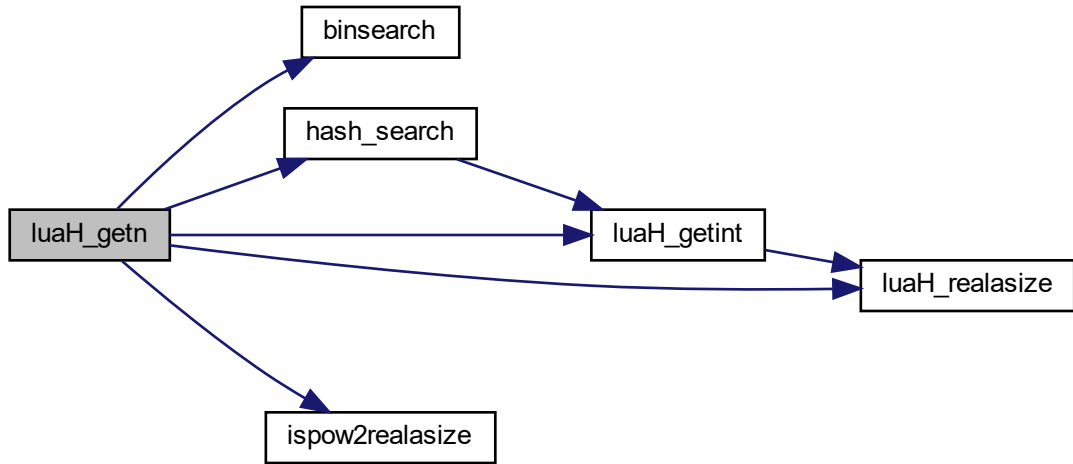 binsearch
hash_search
luaH_getn
luaH_getint
luaH_realasize
ispow2realasize